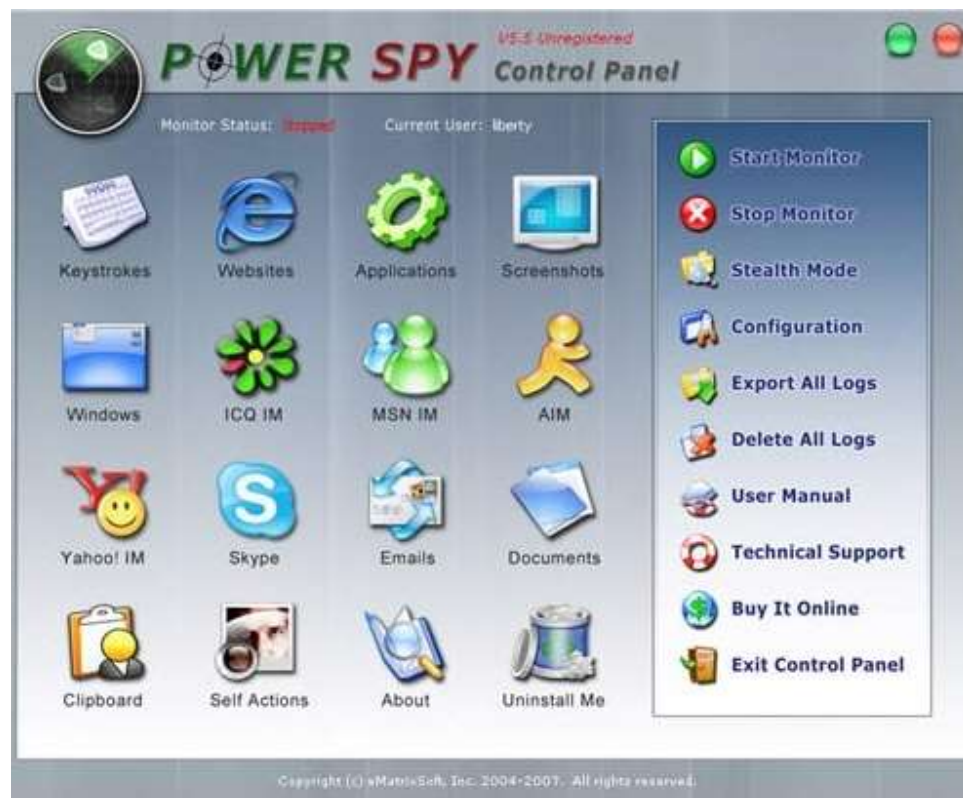 POWER SPY
V5.5 Unregistered
Control Panel
Monitor Status: Stopped
Current User: liberty
Keystrokes
Websites
Applications
Screenshots
Windows
ICQ IM
MSN IM
AIM
Yahoo! IM
Skype
Emails
Documents
Clipboard
Self Actions
About
Uninstall Me
Start Monitor
Stop Monitor
Stealth Mode
Configuration
Export All Logs
Delete All Logs
User Manual
Technical Support
Buy It Online
Exit Control Panel
Copyright (c) eMatrixSoft, Inc. 2004-2007. All rights reserved.